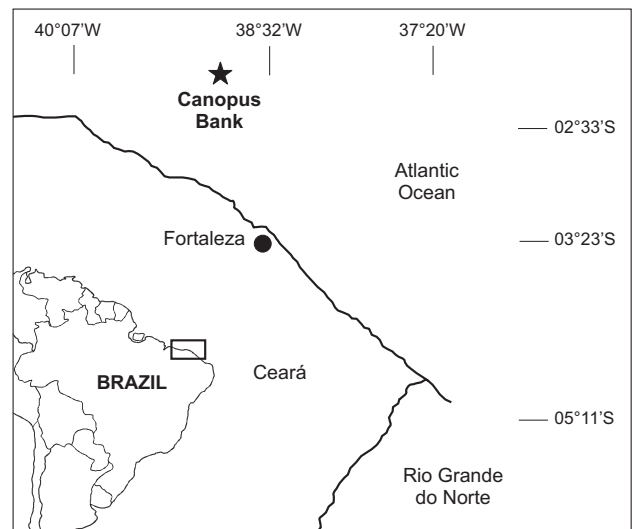 40°07'W 38°32'W 37°20'W
Canopus
Bank
02°33'S
Atlantic
Ocean
Fortaleza
03°23'S
BRAZIL
Ceará
05°11'S
Rio Grande
do Norte